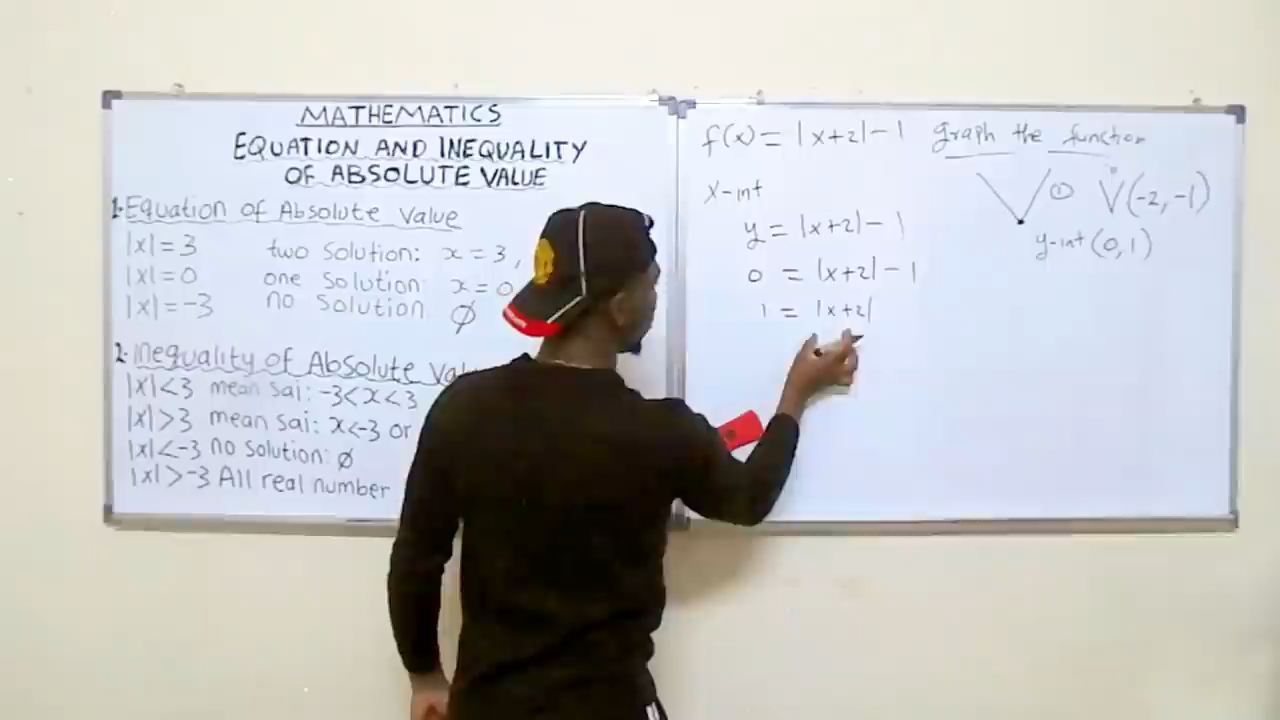 MATHEMATICS
EQUATION AND INEQUALITY
OF ABSOLUTE VALUE
1. Equation of Absolute Value
|x| = 3 two solution: x = 3,
|x| = 0 one solution: x = 0
|x| = -3 no solution ∅
2. Inequality of Absolute
|x| < 3 mean sai: -3 < x < 3
|x| > 3 mean sai: x < -3 or
|x| < -3 no solution: ∅
|x| > -3 All real number
f(x) = |x+2| - 1 graph the function
x-int
y = |x+2| - 1
0 = |x+2| - 1
1 = |x+2|
① V(-2, -1)
y-int (0, 1)